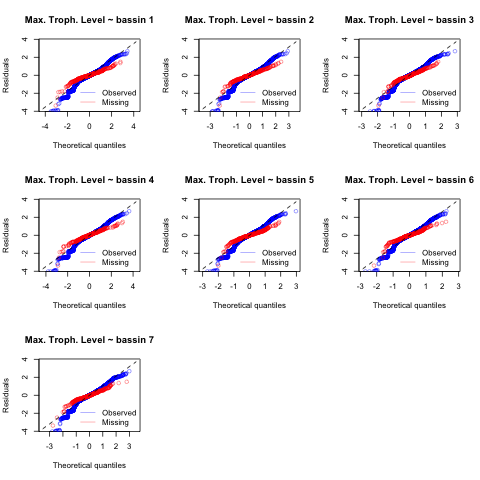 Max. Troph. Level ~ bassin 1
Residuals
4
2
0
-2
-4
Observed
Missing
-4 -2 0 2 4
Theoretical quantiles
Max. Troph. Level ~ bassin 2
Residuals
4
2
0
-2
-4
Observed
Missing
-3 -2 -1 0 1 2 3
Theoretical quantiles
Max. Troph. Level ~ bassin 3
Residuals
4
2
0
-2
-4
Observed
Missing
-3 -2 -1 0 1 2 3
Theoretical quantiles
Max. Troph. Level ~ bassin 4
Residuals
4
2
0
-2
-4
Observed
Missing
-4 -2 0 2 4
Theoretical quantiles
Max. Troph. Level ~ bassin 5
Residuals
4
2
0
-2
-4
Observed
Missing
-3 -2 -1 0 1 2 3
Theoretical quantiles
Max. Troph. Level ~ bassin 6
Residuals
4
2
0
-2
-4
Observed
Missing
-3 -2 -1 0 1 2 3
Theoretical quantiles
Max. Troph. Level ~ bassin 7
Residuals
4
2
0
-2
-4
Observed
Missing
-3 -1 0 1 2 3
Theoretical quantiles